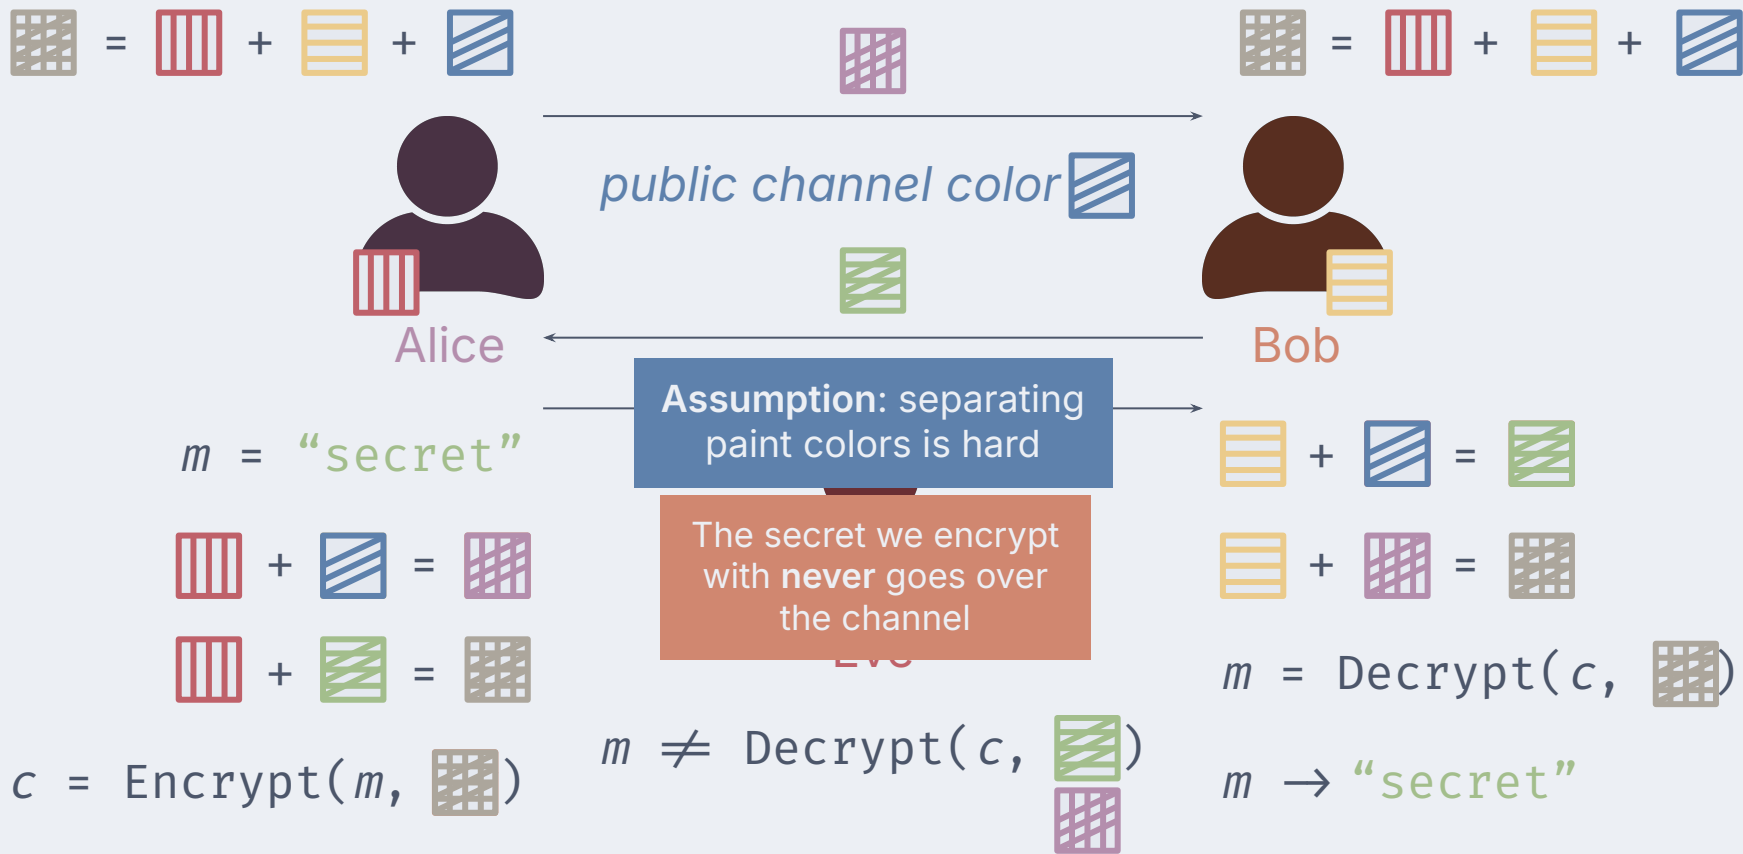 = + +
= + +
public channel color
Alice
Bob
Assumption: separating
paint colors is hard
m = “secret”
+ =
+ =
The secret we encrypt
with never goes over
the channel
+ =
+ =
m = Decrypt(c, )
m ≠ Decrypt(c, )
c = Encrypt(m, )
m → “secret”